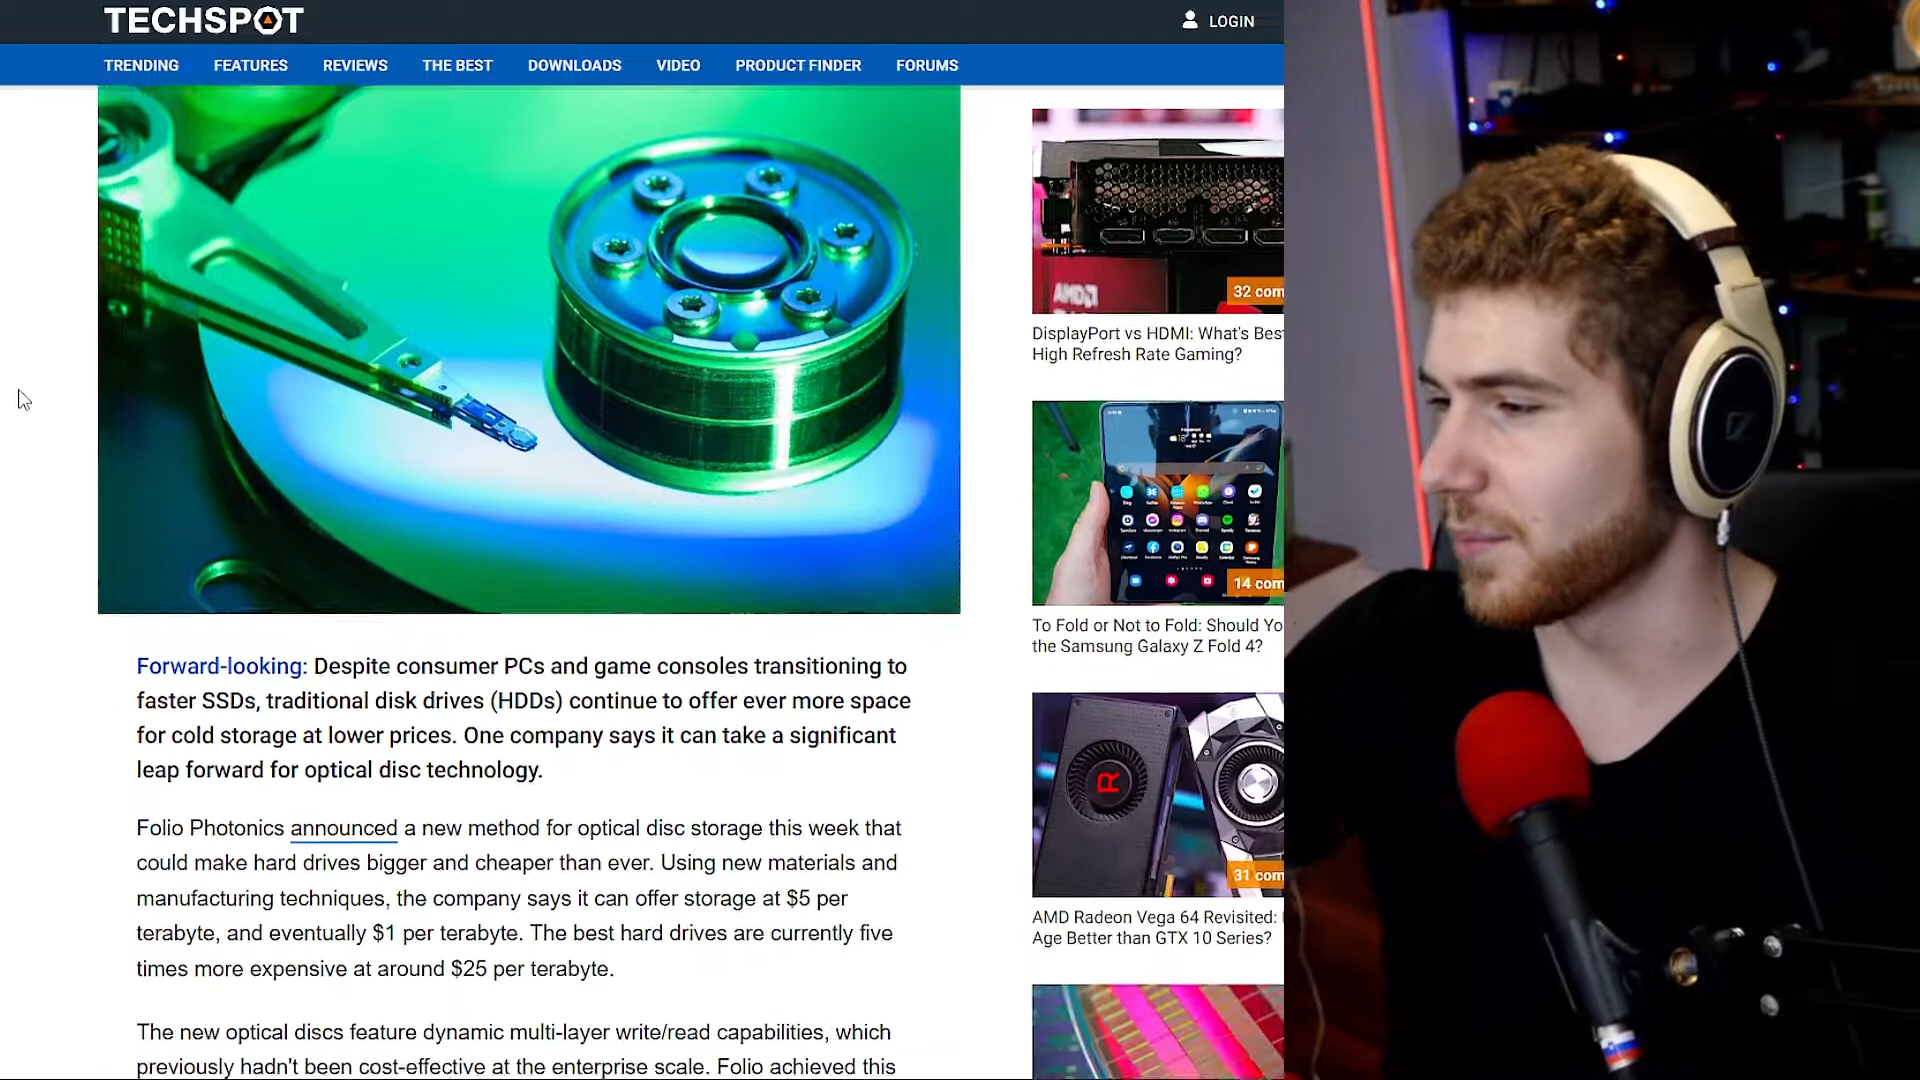 TECHSPOT
LOGIN
TRENDING
FEATURES
REVIEWS
THE BEST
DOWNLOADS
VIDEO
PRODUCT FINDER
FORUMS
Forward-looking: Despite consumer PCs and game consoles transitioning to
faster SSDs, traditional disk drives (HDDs) continue to offer ever more space
for cold storage at lower prices. One company says it can take a significant
leap forward for optical disc technology.
Folio Photonics announced a new method for optical disc storage this week that
could make hard drives bigger and cheaper than ever. Using new materials and
manufacturing techniques, the company says it can offer storage at $5 per
terabyte, and eventually $1 per terabyte. The best hard drives are currently five
times more expensive at around $25 per terabyte.
The new optical discs feature dynamic multi-layer write/read capabilities, which
previously hadn't been cost-effective at the enterprise scale. Folio achieved this
AMD
32 com
DisplayPort vs HDMI: What's Bes
High Refresh Rate Gaming?
14 com
To Fold or Not to Fold: Should Yo
the Samsung Galaxy Z Fold 4?
R
31 com
AMD Radeon Vega 64 Revisited:
Age Better than GTX 10 Series?